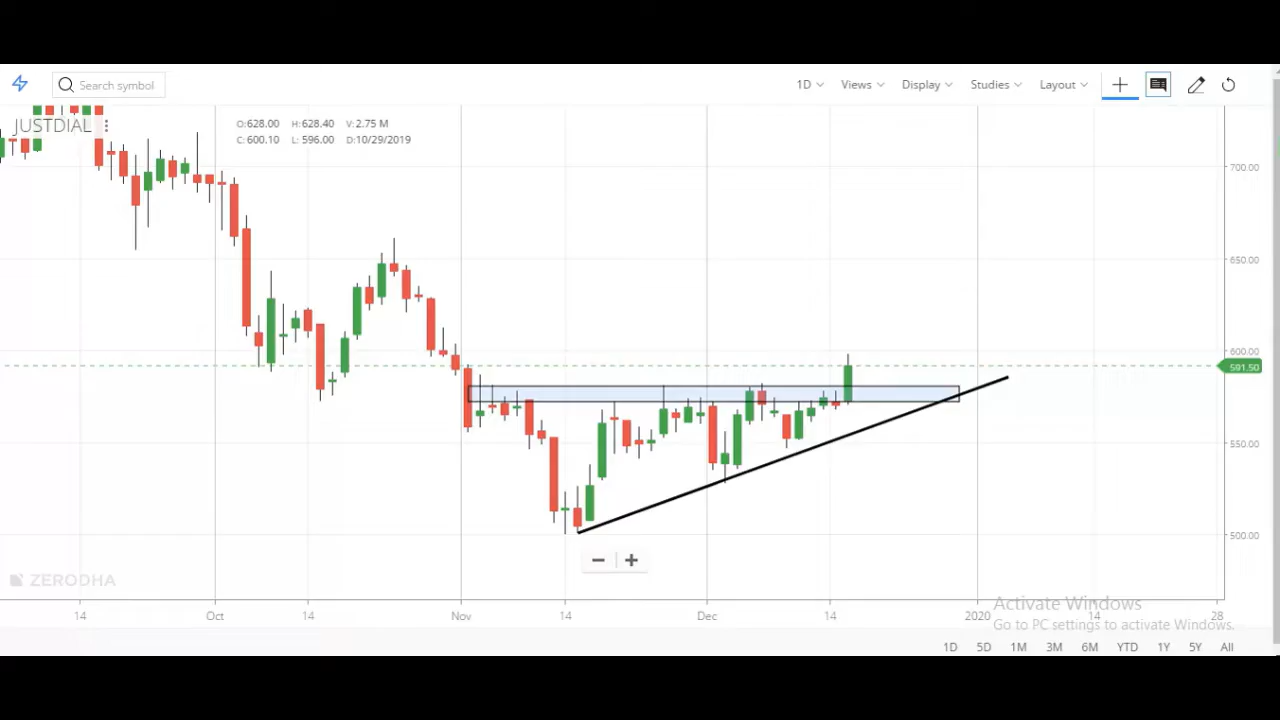 Search symbol
1D Views Display Studies Layout
JUSTDIAL
O:628.00 H:628.40 V:2.75 M
C:600.10 L: 596.00 D:10/29/2019
700.00
650.00
600.00
591.50
550.00
500.00
ZERODHA
14 Oct 14 Nov 14 Dec 14 2020 14 28
Activate Windows
Go to PC settings to activate Windows.
1D 5D 1M 3M 6M YTD 1Y 5Y All